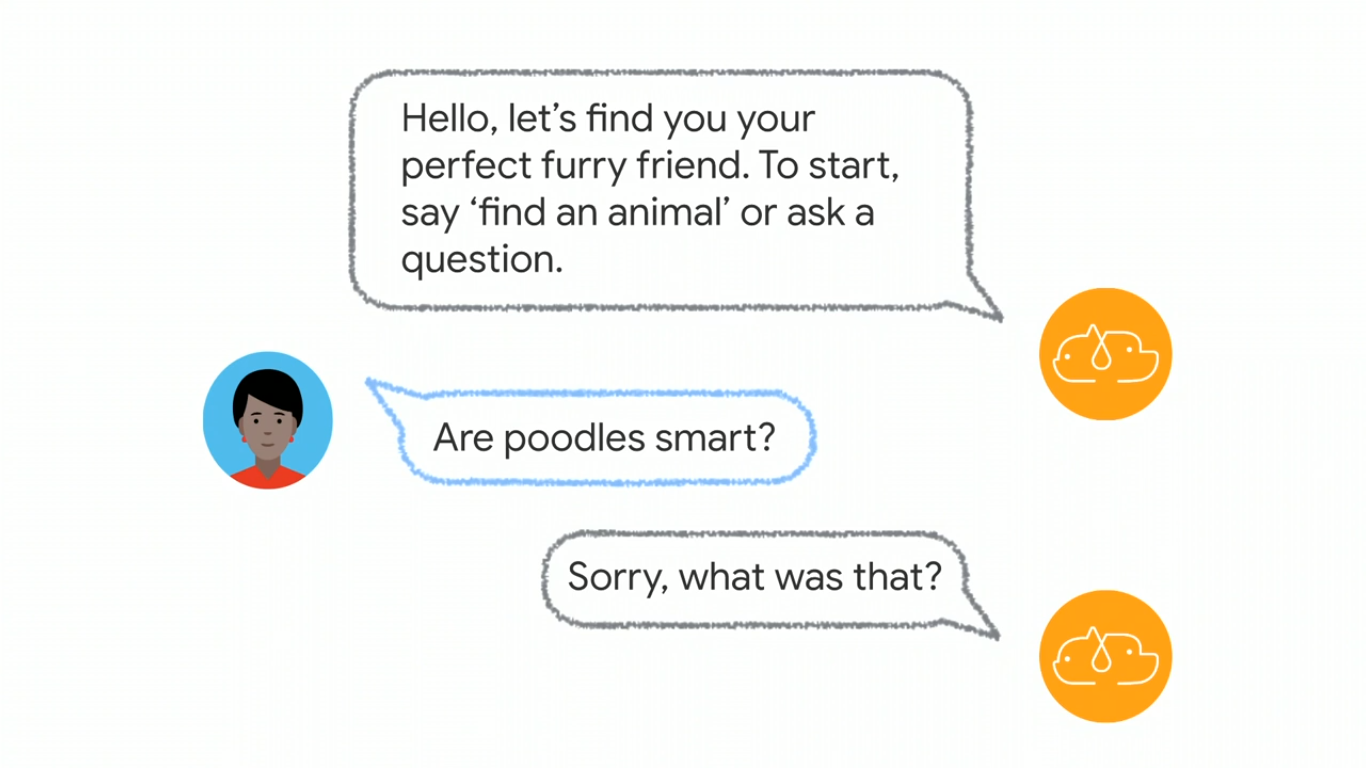 Hello, let’s find you your
perfect furry friend. To start,
say ‘find an animal’ or ask a
question.
Are poodles smart?
Sorry, what was that?